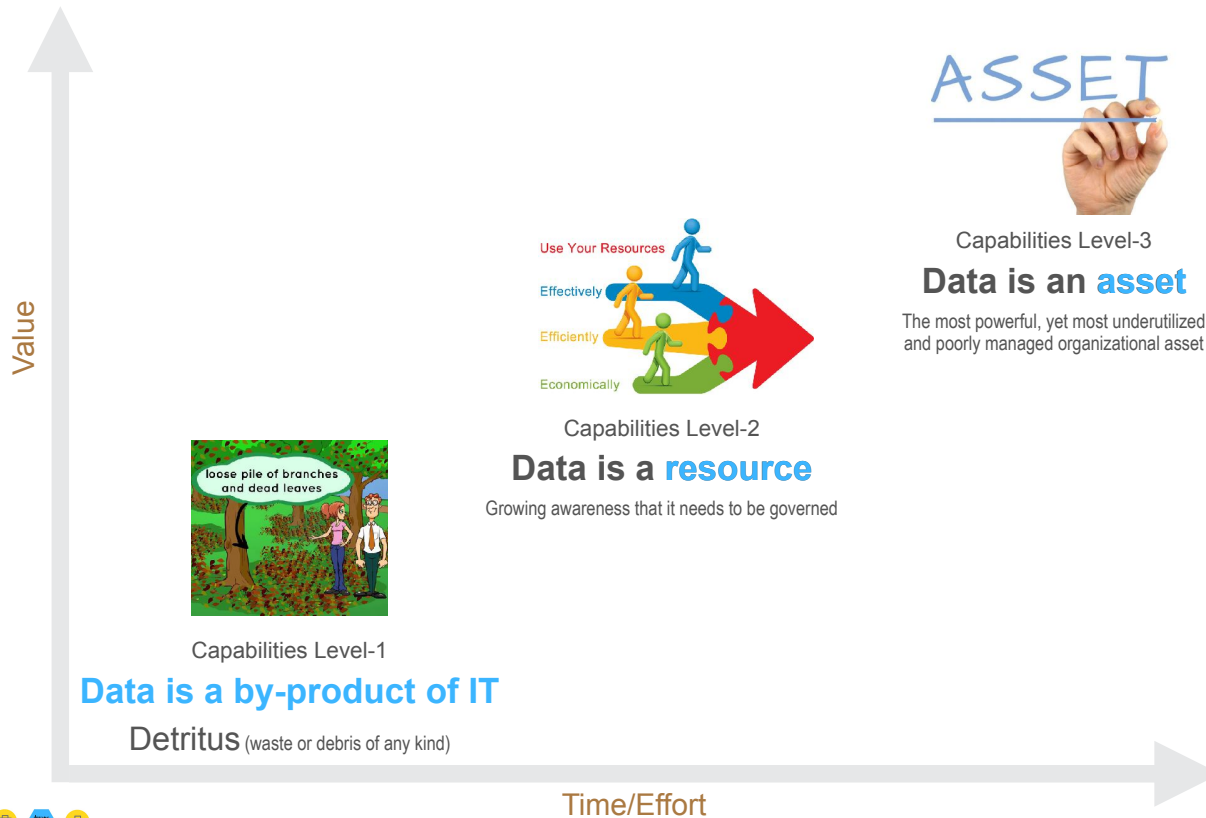 ASSET
Capabilities Level-3
Data is an asset
The most powerful, yet most underutilized
and poorly managed organizational asset
Use Your Resources
Effectively
Efficiently
Economically
Capabilities Level-2
Data is a resource
Growing awareness that it needs to be governed
loose pile of branches
and dead leaves
Capabilities Level-1
Data is a by-product of IT
Detritus (waste or debris of any kind)
Value
Time/Effort